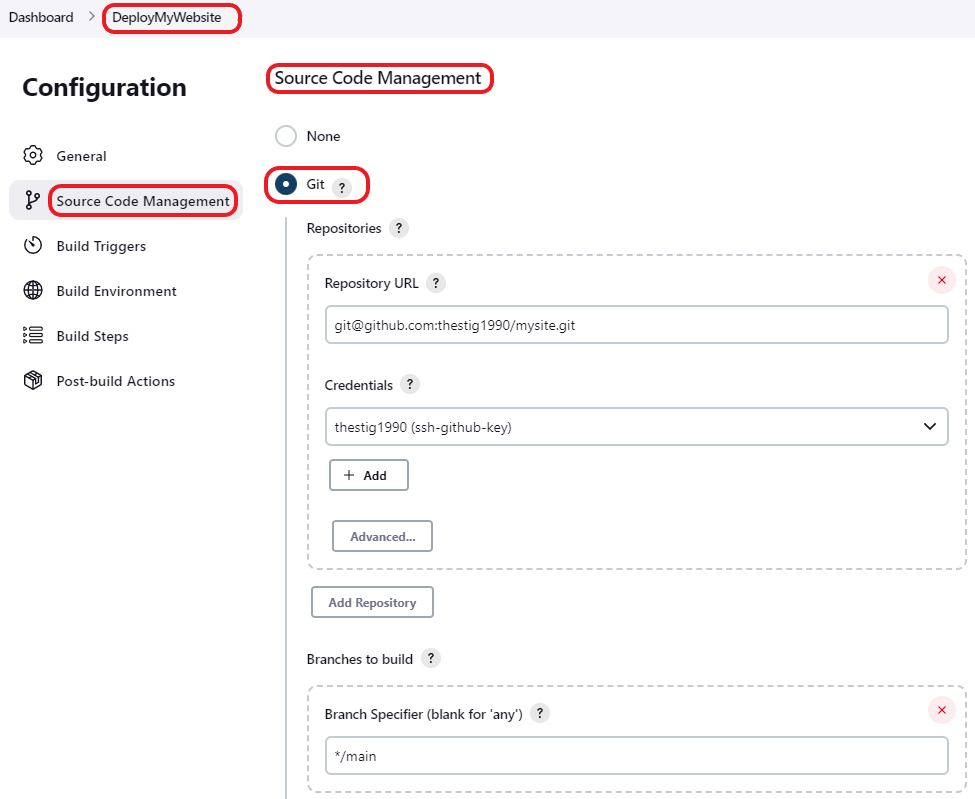 Dashboard > DeployMyWebsite
Configuration
General
Source Code Management
Build Triggers
Build Environment
Build Steps
Post-build Actions
Source Code Management
None
Git ?
Repositories ?
Repository URL ?
git@github.com:thestig1990/mysite.git
Credentials ?
thestig1990 (ssh-github-key)
+ Add
Advanced...
Add Repository
Branches to build ?
Branch Specifier (blank for 'any') ?
*/main